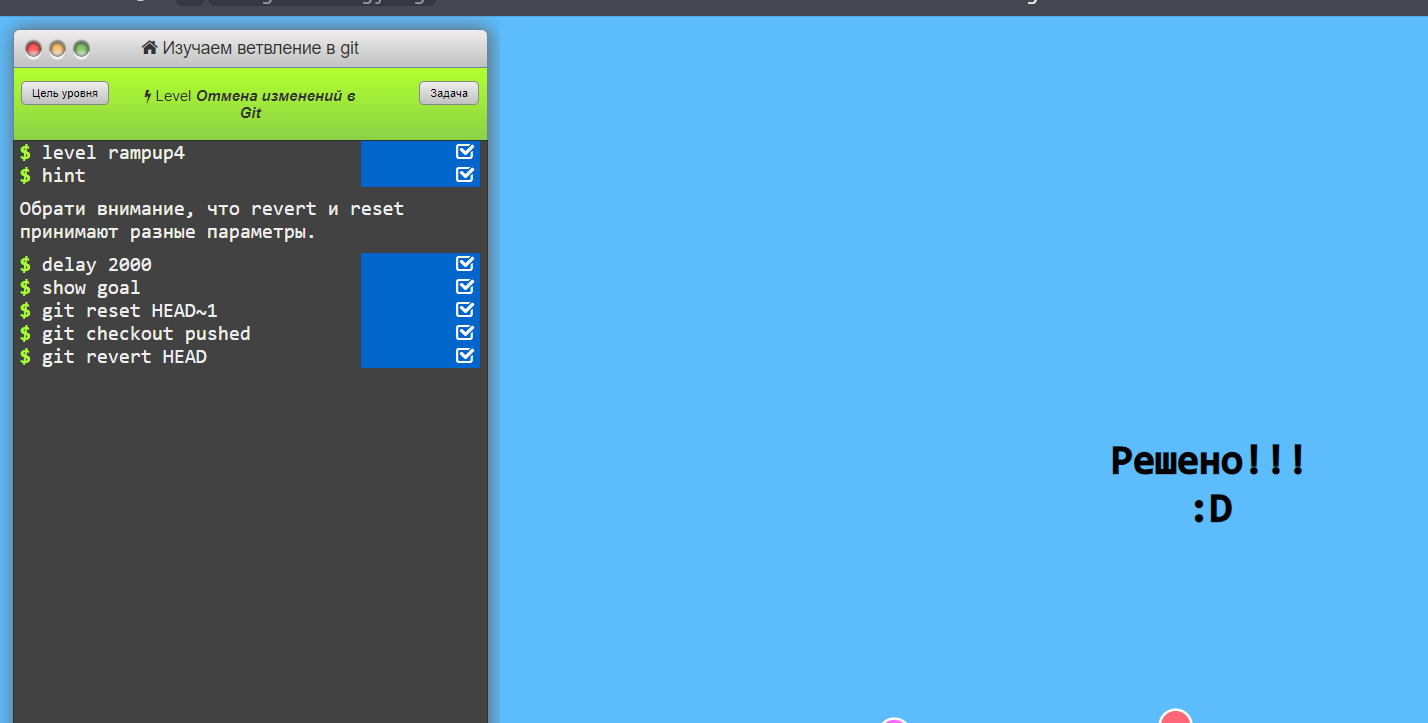 Изучаем ветвление в git
Цель уровня
Level Отмена изменений в
Git
Задача
$ level rampup4
$ hint
Обрати внимание, что revert и reset
принимают разные параметры.
$ delay 2000
$ show goal
$ git reset HEAD~1
$ git checkout pushed
$ git revert HEAD
Решено!!!
:D